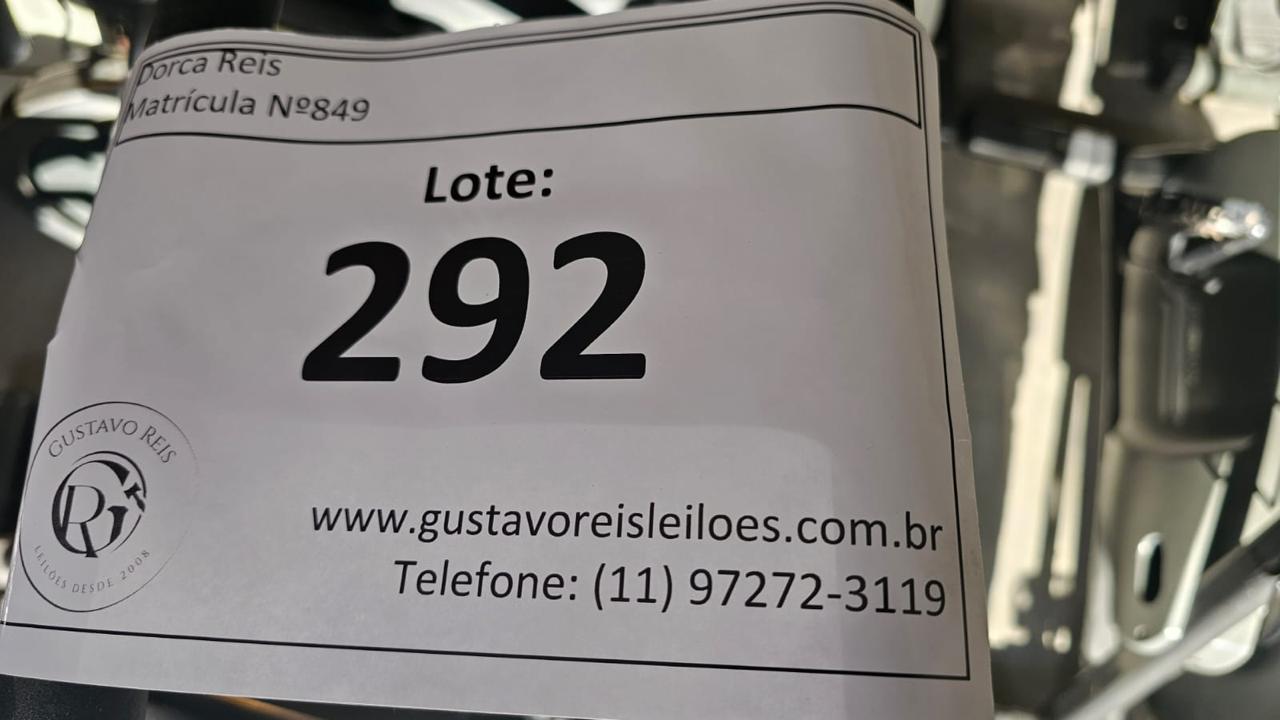 Dorca Reis
Matrícula Nº849
Lote:
292
GUSTAVO REIS
GR
LEILÕES DESDE 2008
www.gustavoreisleiloes.com.br
Telefone: (11) 97272-3119